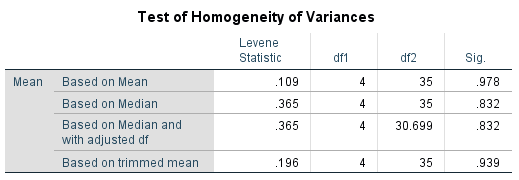 Test of Homogeneity of Variances
Levene
Statistic df1 df2 Sig.
Mean Based on Mean .109 4 35 .978
Based on Median .365 4 35 .832
Based on Median and
with adjusted df .365 4 30.699 .832
Based on trimmed mean .196 4 35 .939